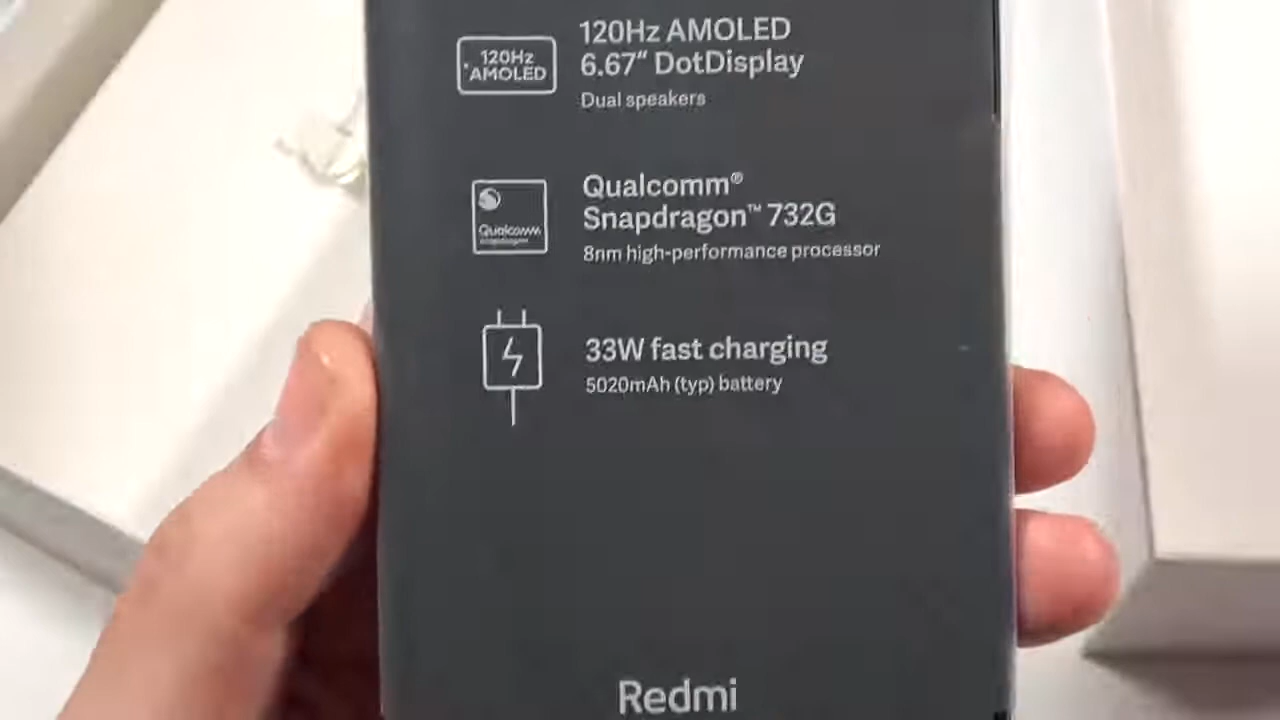 120Hz
AMOLED
120Hz AMOLED
6.67" DotDisplay
Dual speakers
Qualcomm
snapdragon
Qualcomm®
Snapdragon™ 732G
8nm high-performance processor
33W fast charging
5020mAh (typ) battery
Redmi